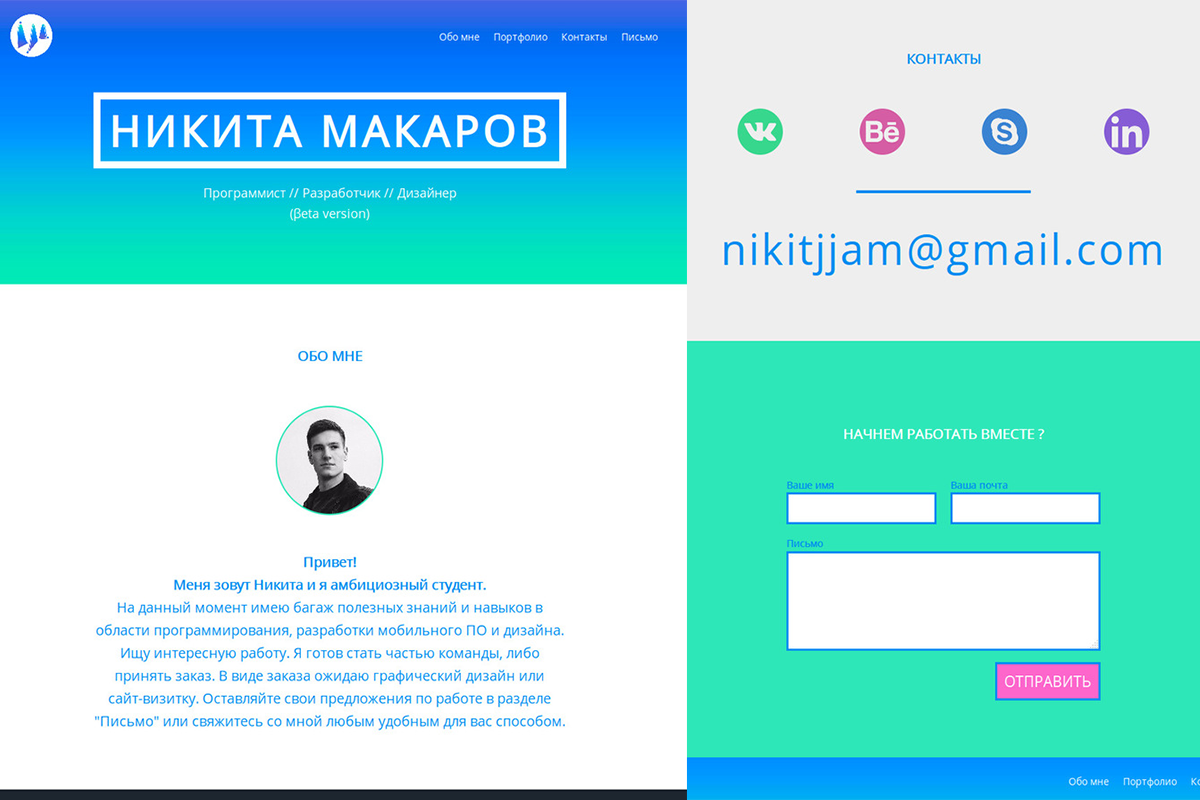 Обо мне Портфолио Контакты Письмо
НИКИТА МАКАРОВ
Программист // Разработчик // Дизайнер
(βeta version)
ОБО МНЕ
Привет!
Меня зовут Никита и я амбициозный студент.
На данный момент имею багаж полезных знаний и навыков в
области программирования, разработки мобильного ПО и дизайна.
Ищу интересную работу. Я готов стать частью команды, либо
принять заказ. В виде заказа ожидаю графический дизайн или
сайт-визитку. Оставляйте свои предложения по работе в разделе
"Письмо" или свяжитесь со мной любым удобным для вас способом.
КОНТАКТЫ
Bē
S
in
nikitjjam@gmail.com
НАЧНЕМ РАБОТАТЬ ВМЕСТЕ ?
Ваше имя Ваша почта
Письмо
ОТПРАВИТЬ
Обо мне Портфолио